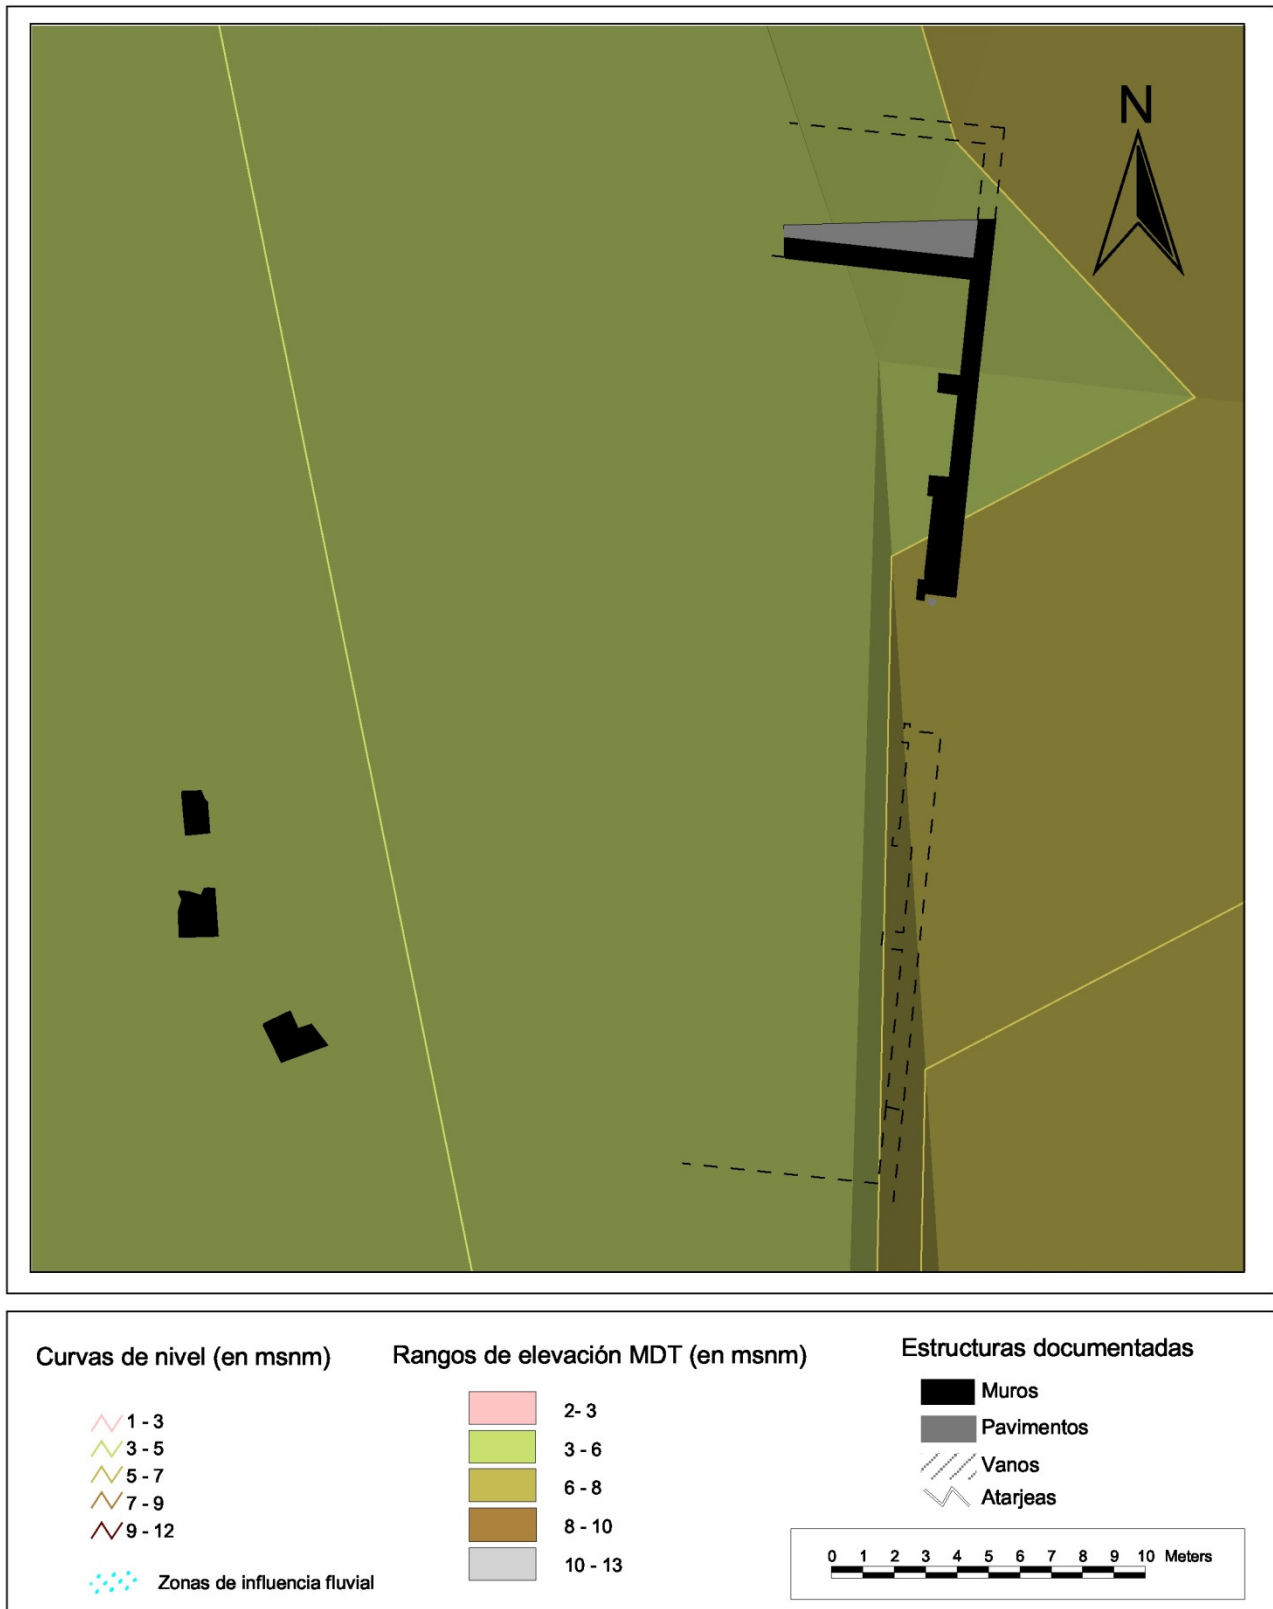 N
Curvas de nivel (en msnm)
1 - 3
3 - 5
5 - 7
7 - 9
9 - 12
Zonas de influencia fluvial
Rangos de elevación MDT (en msnm)
2- 3
3 - 6
6 - 8
8 - 10
10 - 13
Estructuras documentadas
Muros
Pavimentos
Vanos
Atarjeas
0 1 2 3 4 5 6 7 8 9 10 Meters